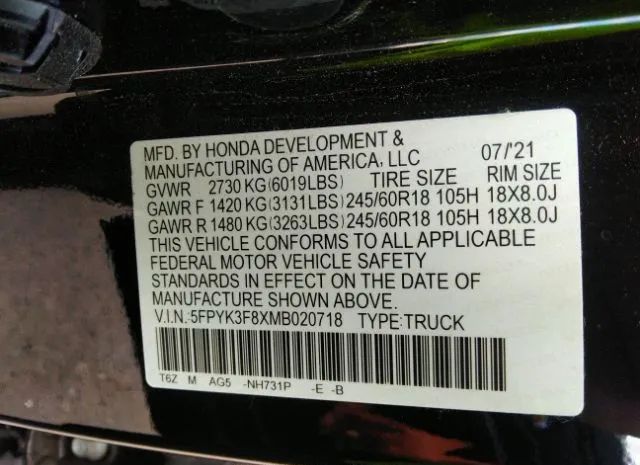 MFD. BY HONDA DEVELOPMENT &
MANUFACTURING OF AMERICA, LLC 07/'21
GVWR 2730 KG(6019LBS) TIRE SIZE RIM SIZE
GAWR F 1420 KG(3131LBS) 245/60R18 105H 18X8.0J
GAWR R 1480 KG(3263LBS) 245/60R18 105H 18X8.0J
THIS VEHICLE CONFORMS TO ALL APPLICABLE
FEDERAL MOTOR VEHICLE SAFETY
STANDARDS IN EFFECT ON THE DATE OF
MANUFACTURE SHOWN ABOVE.
V.I.N.:5FPYK3F8XMB020718 TYPE:TRUCK
T6Z M AG5 -NH731P -E -B